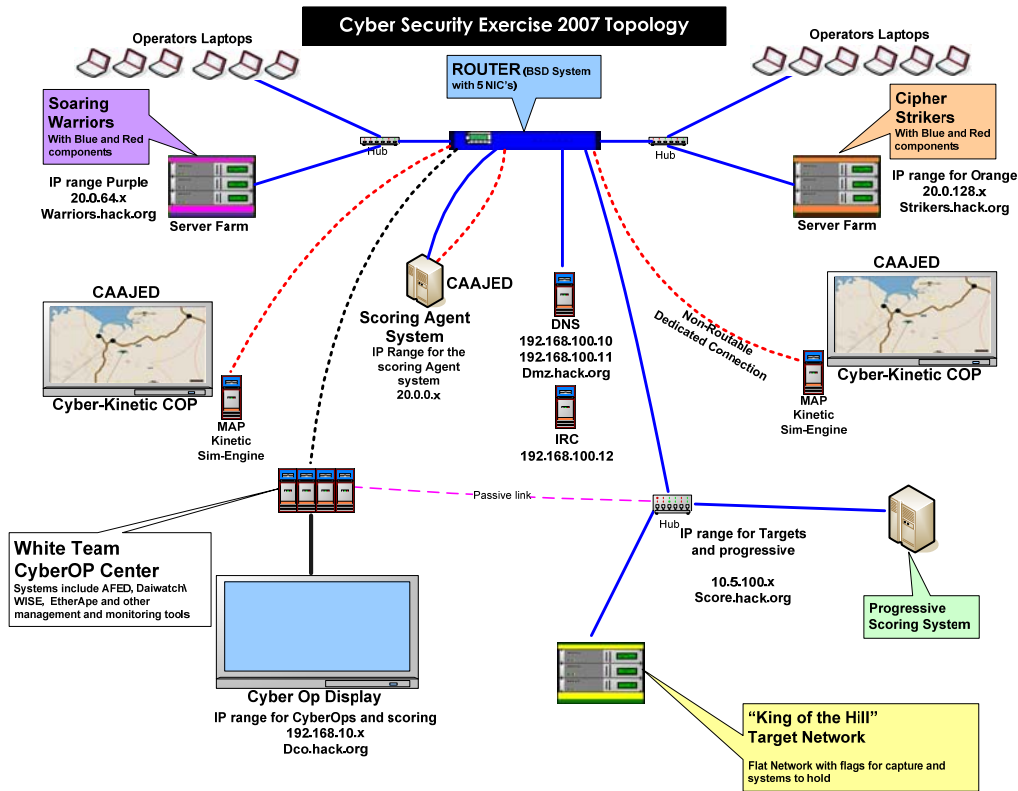 Cyber Security Exercise 2007 Topology
Operators Laptops
Operators Laptops
ROUTER (BSD System
with 5 NIC's)
Soaring
Warriors
With Blue and Red
components
Cipher
Strikers
With Blue and Red
components
Hub
Hub
IP range Purple
20.0.64.x
Warriors.hack.org
Server Farm
IP range for Orange
20.0.128.x
Strikers.hack.org
Server Farm
CAAJED
Cyber-Kinetic COP
MAP
Kinetic
Sim-Engine
CAAJED
Scoring Agent
System
IP Range for the
scoring Agent
system
20.0.0.x
DNS
192.168.100.10
192.168.100.11
Dmz.hack.org
IRC
192.168.100.12
Non-Routable
Dedicated Connection
CAAJED
Cyber-Kinetic COP
MAP
Kinetic
Sim-Engine
Passive link
Hub
IP range for Targets
and progressive
10.5.100.x
Score.hack.org
White Team
CyberOP Center
Systems include AFED, Daiwatch\
WISE, EtherApe and other
management and monitoring tools
Progressive
Scoring System
Cyber Op Display
IP range for CyberOps and scoring
192.168.10.x
Dco.hack.org
“King of the Hill”
Target Network
Flat Network with flags for capture and
systems to hold